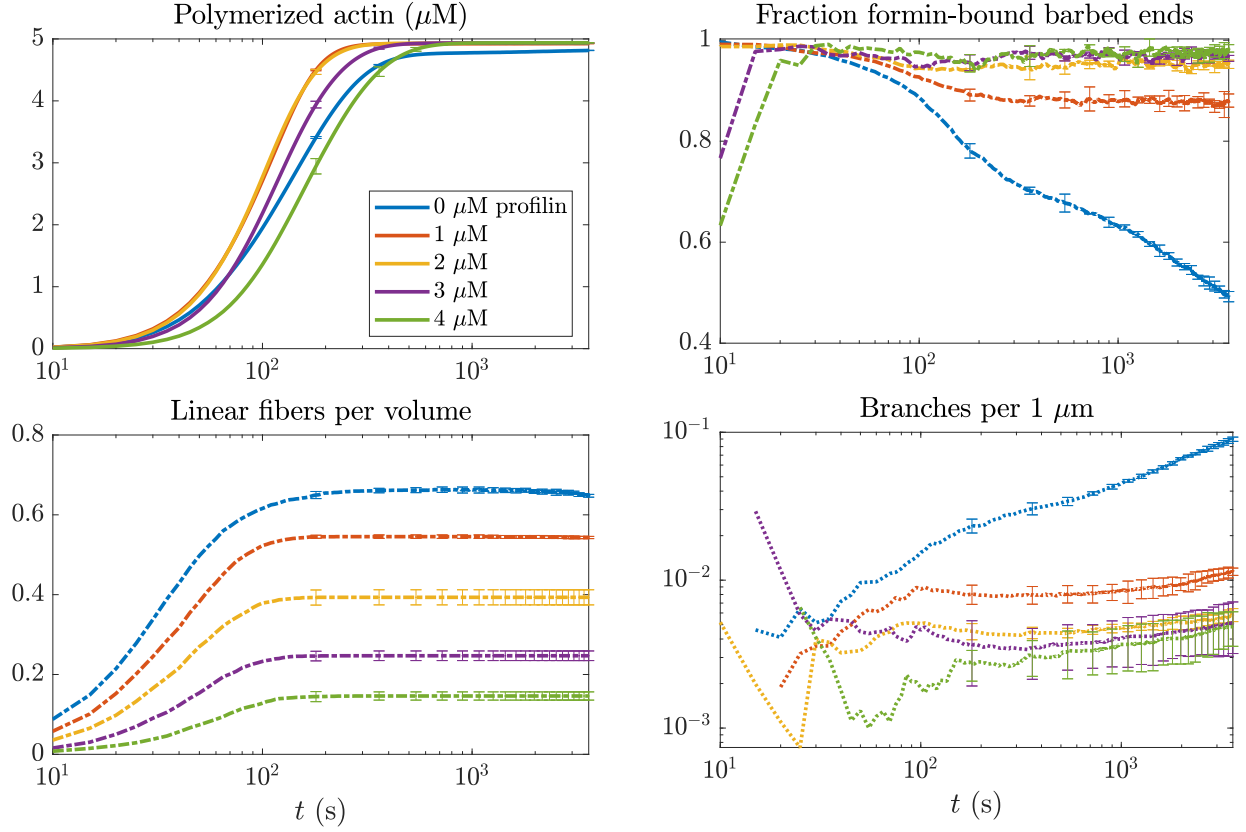 Polymerized actin (μM)
5
4
3
2
1
0
10¹ 10² 10³
0 μM profilin
1 μM
2 μM
3 μM
4 μM
Fraction formin-bound barbed ends
1
0.8
0.6
0.4
10¹ 10² 10³
Linear fibers per volume
0.8
0.6
0.4
0.2
0
10¹ 10² 10³
t (s)
Branches per 1 μm
10⁻¹
10⁻²
10⁻³
10¹ 10² 10³
t (s)